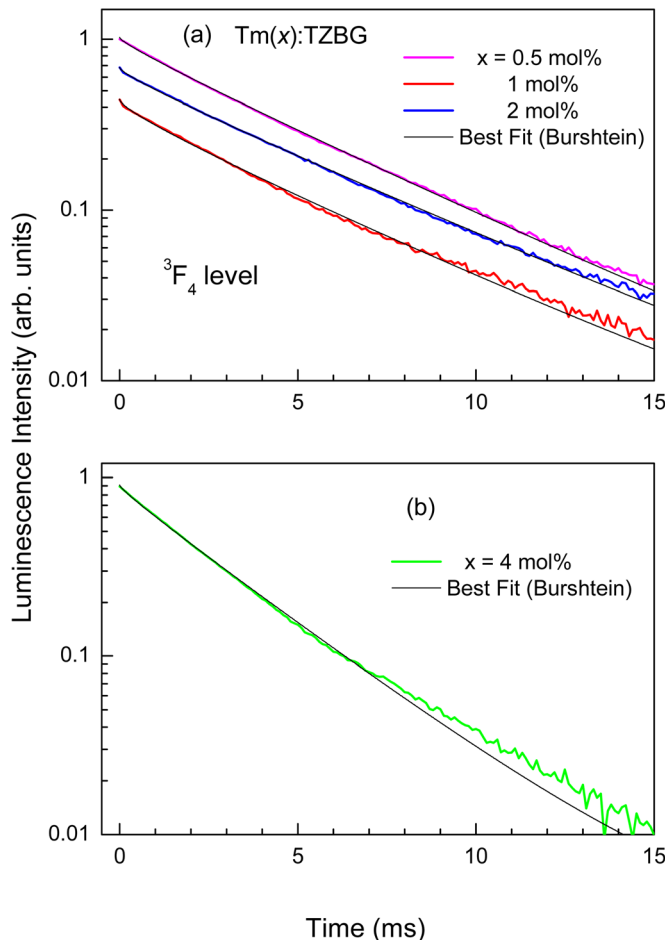 (a) Tm(x):TZBG
x = 0.5 mol%
1 mol%
2 mol%
Best Fit (Burshtein)
³F₄ level
1
0.1
0.01
0 5 10 15
Luminescence Intensity (arb. units)
(b)
x = 4 mol%
Best Fit (Burshtein)
1
0.1
0.01
0 5 10 15
Time (ms)